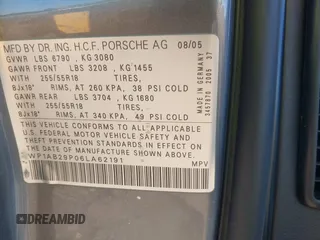 MFD BY DR. ING. H.C.F. PORSCHE AG 08/05
GVWR LBS 6790 , KG 3080
GAWR FRONT LBS 3208 , KG 1455
WITH 255/55R18 TIRES,
8Jx18" RIMS, AT 260 KPA, 38 PSI COLD
GAWR REAR LBS 3704 , KG 1680
WITH 255/55R18 TIRES,
8Jx18" RIMS, AT 340 KPA, 49 PSI COLD
THIS VEHICLE CONFORMS TO ALL APPLICABLE
U.S. FEDERAL MOTOR VEHICLE SAFETY AND
THEFT PREVENTION STANDARDS IN EFFECT ON
THE DATE OF MANUFACTURE SHOWN ABOVE.
WP1AB29P06LA62191 MPV
MADE IN GERMANY
3457870 2005 37